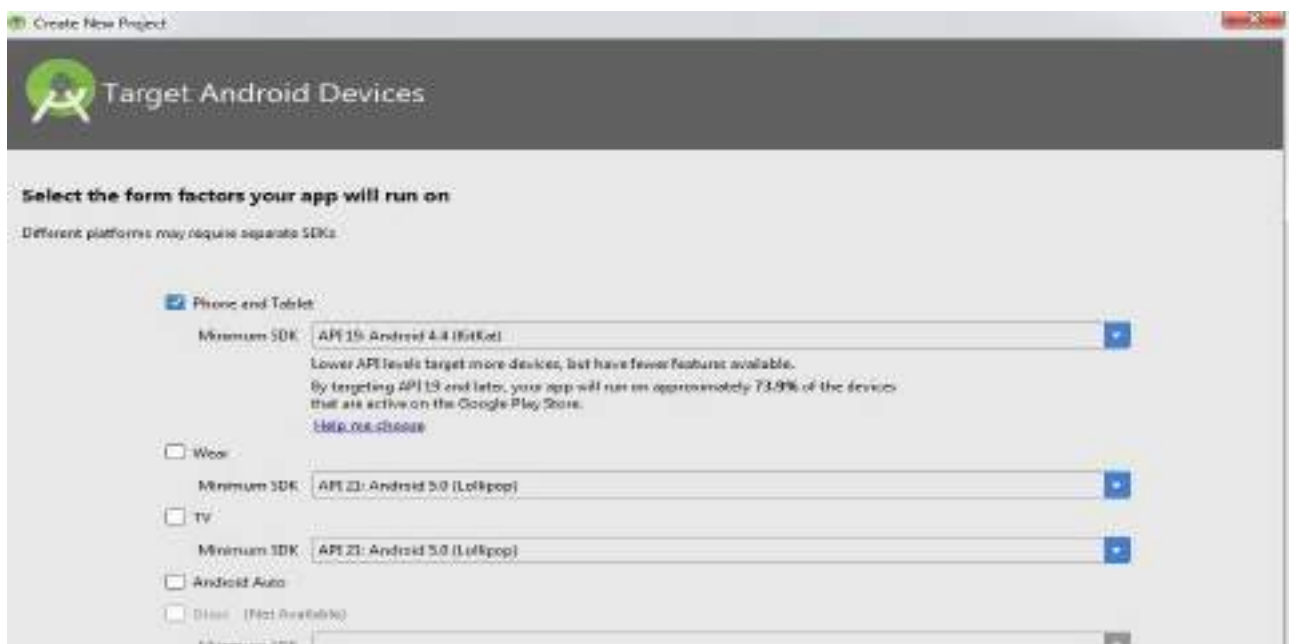 Create New Project
Target Android Devices
Select the form factors your app will run on
Different platforms may require separate SDKs
Phone and Tablet
Minimum SDK API 19: Android 4.4 (KitKat)
Lower API levels target more devices, but have fewer features available.
By targeting API 19 and later, your app will run on approximately 73.9% of the devices
that are active on the Google Play Store.
Help me choose
Wear
Minimum SDK API 21: Android 5.0 (Lollipop)
TV
Minimum SDK API 21: Android 5.0 (Lollipop)
Android Auto
Glass (Not Available)
Minimum SDK